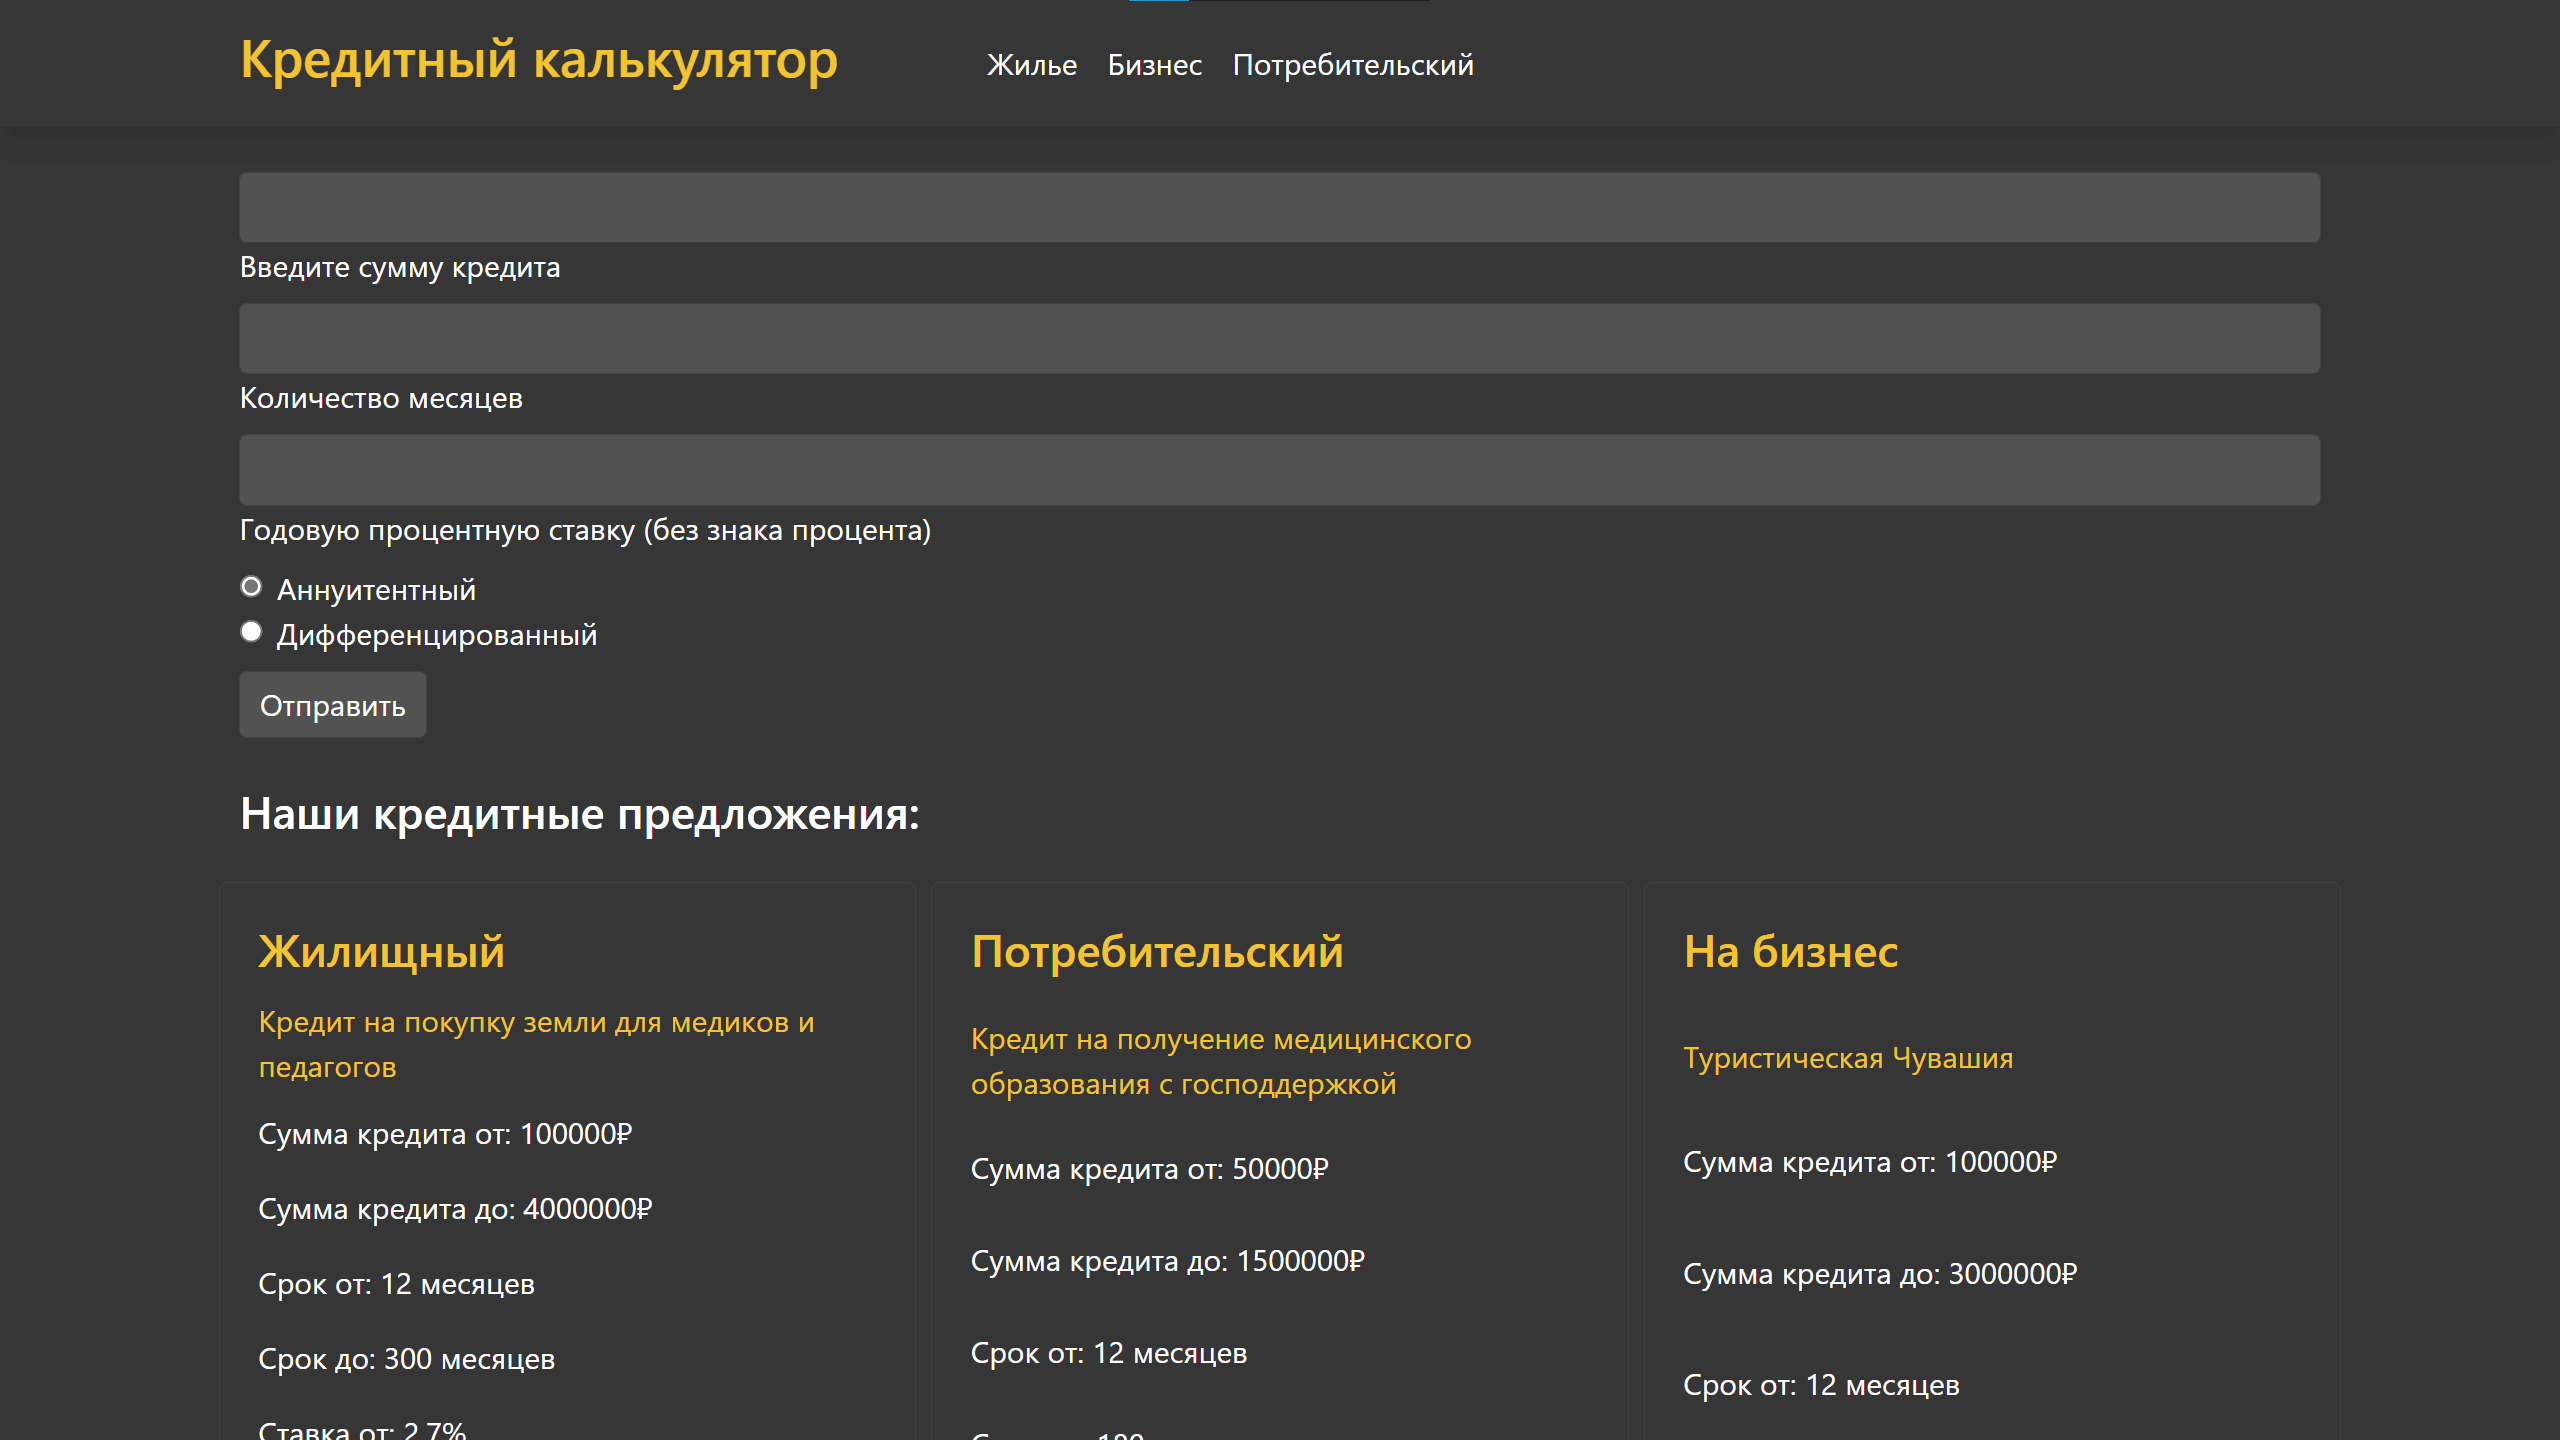 Кредитный калькулятор
Жилье Бизнес Потребительский
Введите сумму кредита
Количество месяцев
Годовую процентную ставку (без знака процента)
Аннуитентный
Дифференцированный
Отправить
Наши кредитные предложения:
Жилищный
Кредит на покупку земли для медиков и
педагогов
Сумма кредита от: 100000₽
Сумма кредита до: 4000000₽
Срок от: 12 месяцев
Срок до: 300 месяцев
Ставка от: 2.7%
Потребительский
Кредит на получение медицинского
образования с господдержкой
Сумма кредита от: 50000₽
Сумма кредита до: 1500000₽
Срок от: 12 месяцев
На бизнес
Туристическая Чувашия
Сумма кредита от: 100000₽
Сумма кредита до: 3000000₽
Срок от: 12 месяцев